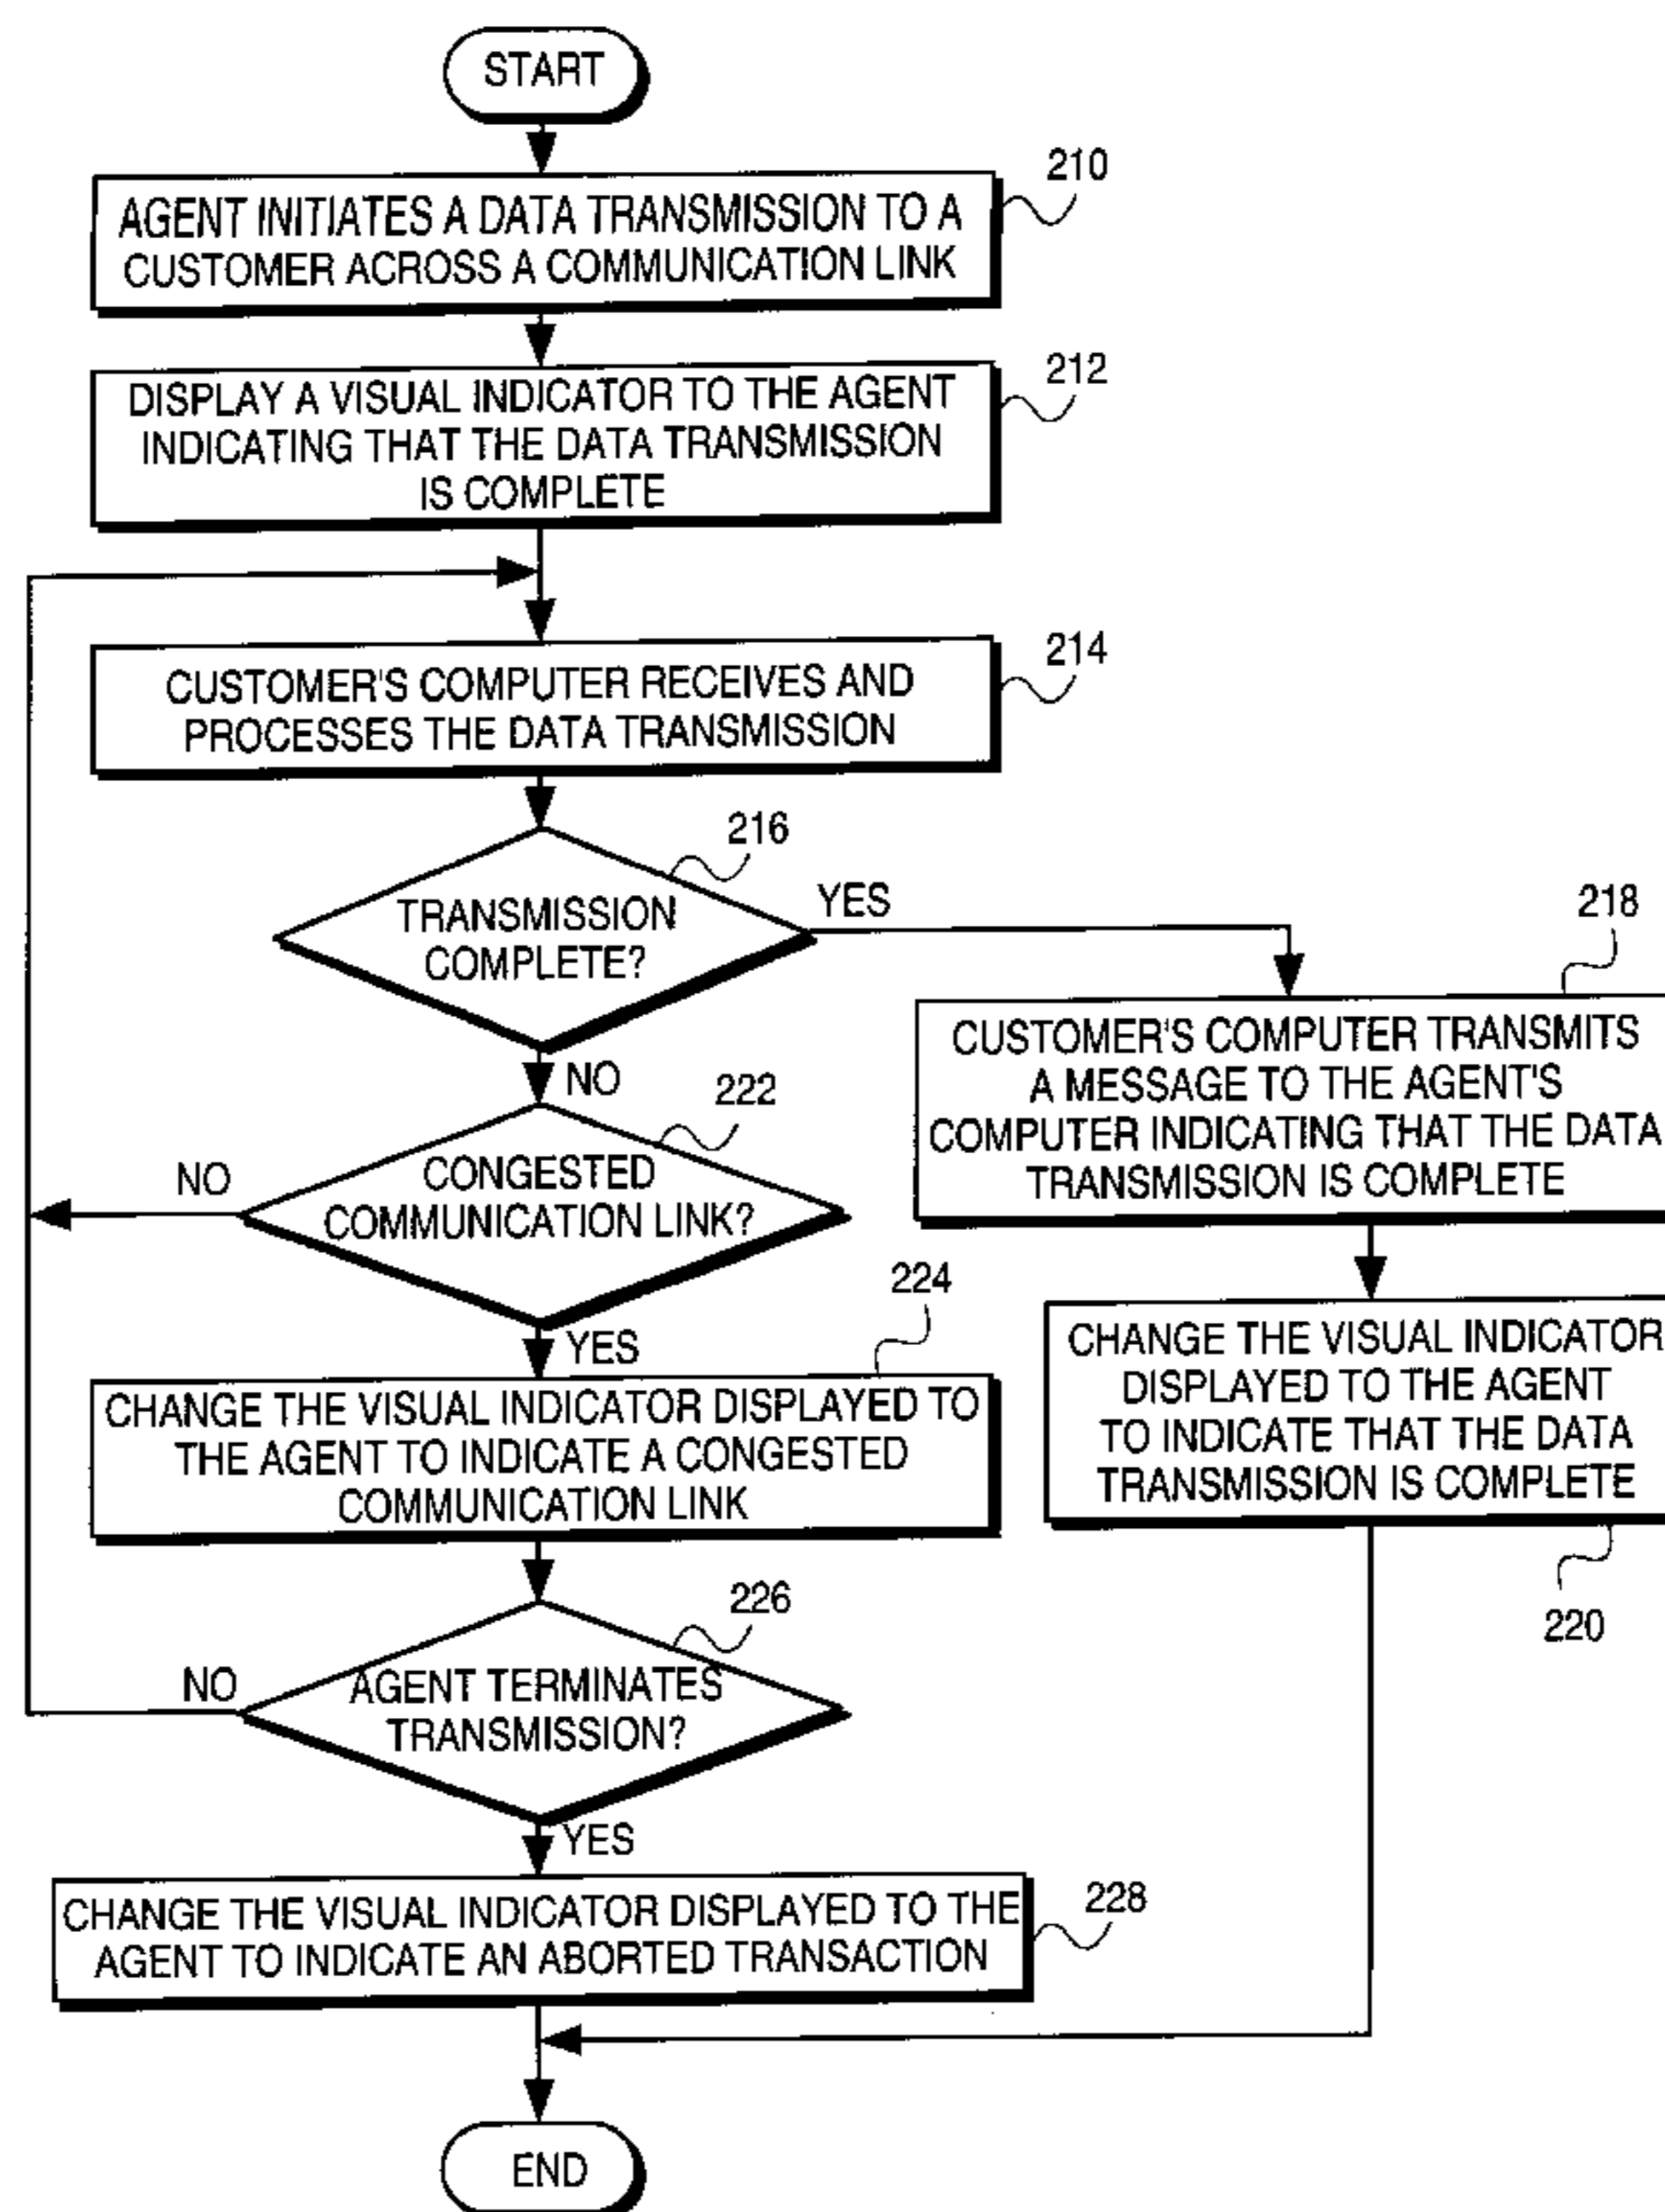 START
210
AGENT INITIATES A DATA TRANSMISSION TO A
CUSTOMER ACROSS A COMMUNICATION LINK
212
DISPLAY A VISUAL INDICATOR TO THE AGENT
INDICATING THAT THE DATA TRANSMISSION
IS COMPLETE
214
CUSTOMER'S COMPUTER RECEIVES AND
PROCESSES THE DATA TRANSMISSION
216
TRANSMISSION
COMPLETE?
YES
218
CUSTOMER'S COMPUTER TRANSMITS
A MESSAGE TO THE AGENT'S
COMPUTER INDICATING THAT THE DATA
TRANSMISSION IS COMPLETE
NO
222
CONGESTED
COMMUNICATION LINK?
NO
YES
224
CHANGE THE VISUAL INDICATOR DISPLAYED TO
THE AGENT TO INDICATE A CONGESTED
COMMUNICATION LINK
CHANGE THE VISUAL INDICATOR
DISPLAYED TO THE AGENT
TO INDICATE THAT THE DATA
TRANSMISSION IS COMPLETE
220
226
AGENT TERMINATES
TRANSMISSION?
NO
YES
228
CHANGE THE VISUAL INDICATOR DISPLAYED TO THE
AGENT TO INDICATE AN ABORTED TRANSACTION
END